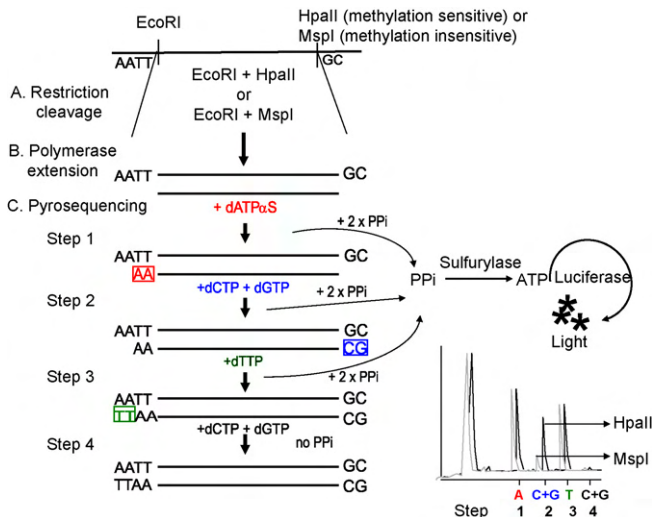 EcoRI
HpaII (methylation sensitive) or
MspI (methylation insensitive)
AATT
GC
A. Restriction
cleavage
EcoRI + HpaII
or
EcoRI + MspI
B. Polymerase
extension
AATT
GC
C. Pyrosequencing
+ dATPαS
+ 2 x PPi
Step 1
AATT
GC
AA
+dCTP + dGTP
+ 2 x PPi
PPi
Sulfurylase
ATP
Luciferase
Light
Step 2
AATT
GC
AA
CG
+dTTP
+ 2 x PPi
Step 3
AATT
GC
TTAA
CG
+dCTP + dGTP
no PPi
Step 4
AATT
GC
TTAA
CG
HpaII
MspI
A C+G T C+G
Step 1 2 3 4